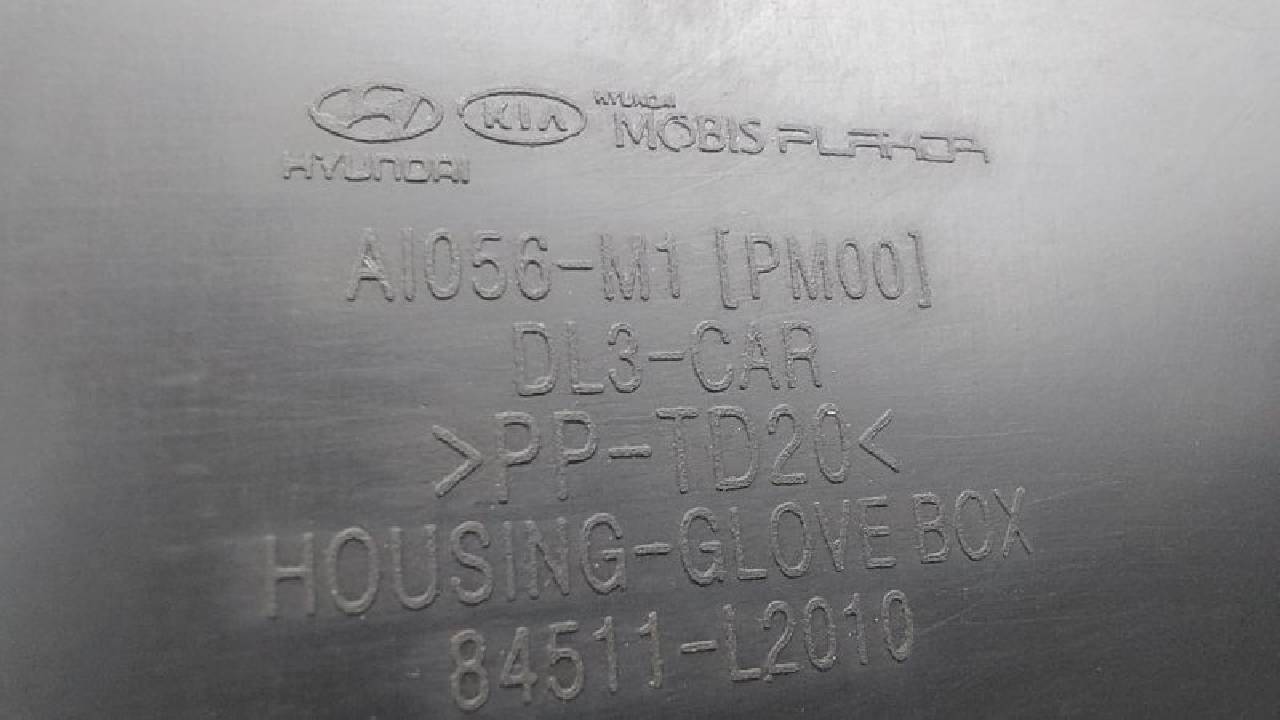 HYUNDAI KIA HYUNDAI MOBIS PLAKOR
AI056-M1 [PM00]
DL3-CAR
>PP-TD20<
HOUSING-GLOVE BOX
84511-L2010